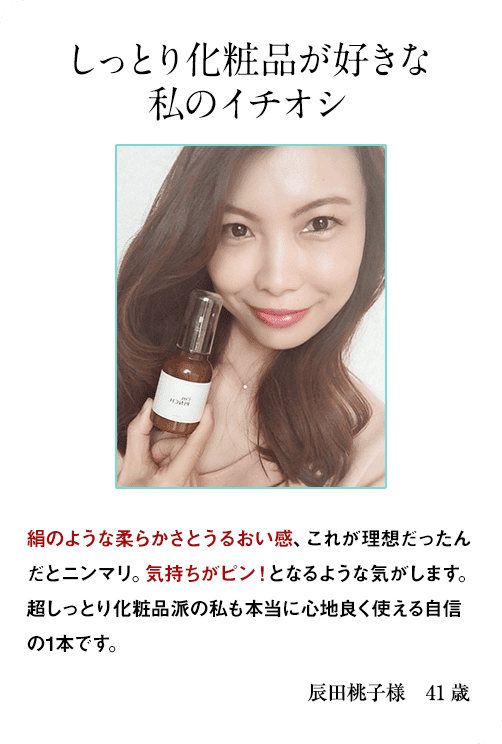 しっとり化粧品が好きな
私のイチオシ
絹のような柔らかさとうるおい感、これが理想だったん
だとニンマリ。気持ちがピン！となるような気がします。
超しっとり化粧品派の私も本当に心地良く使える自信
の1本です。
辰田桃子様　41歳